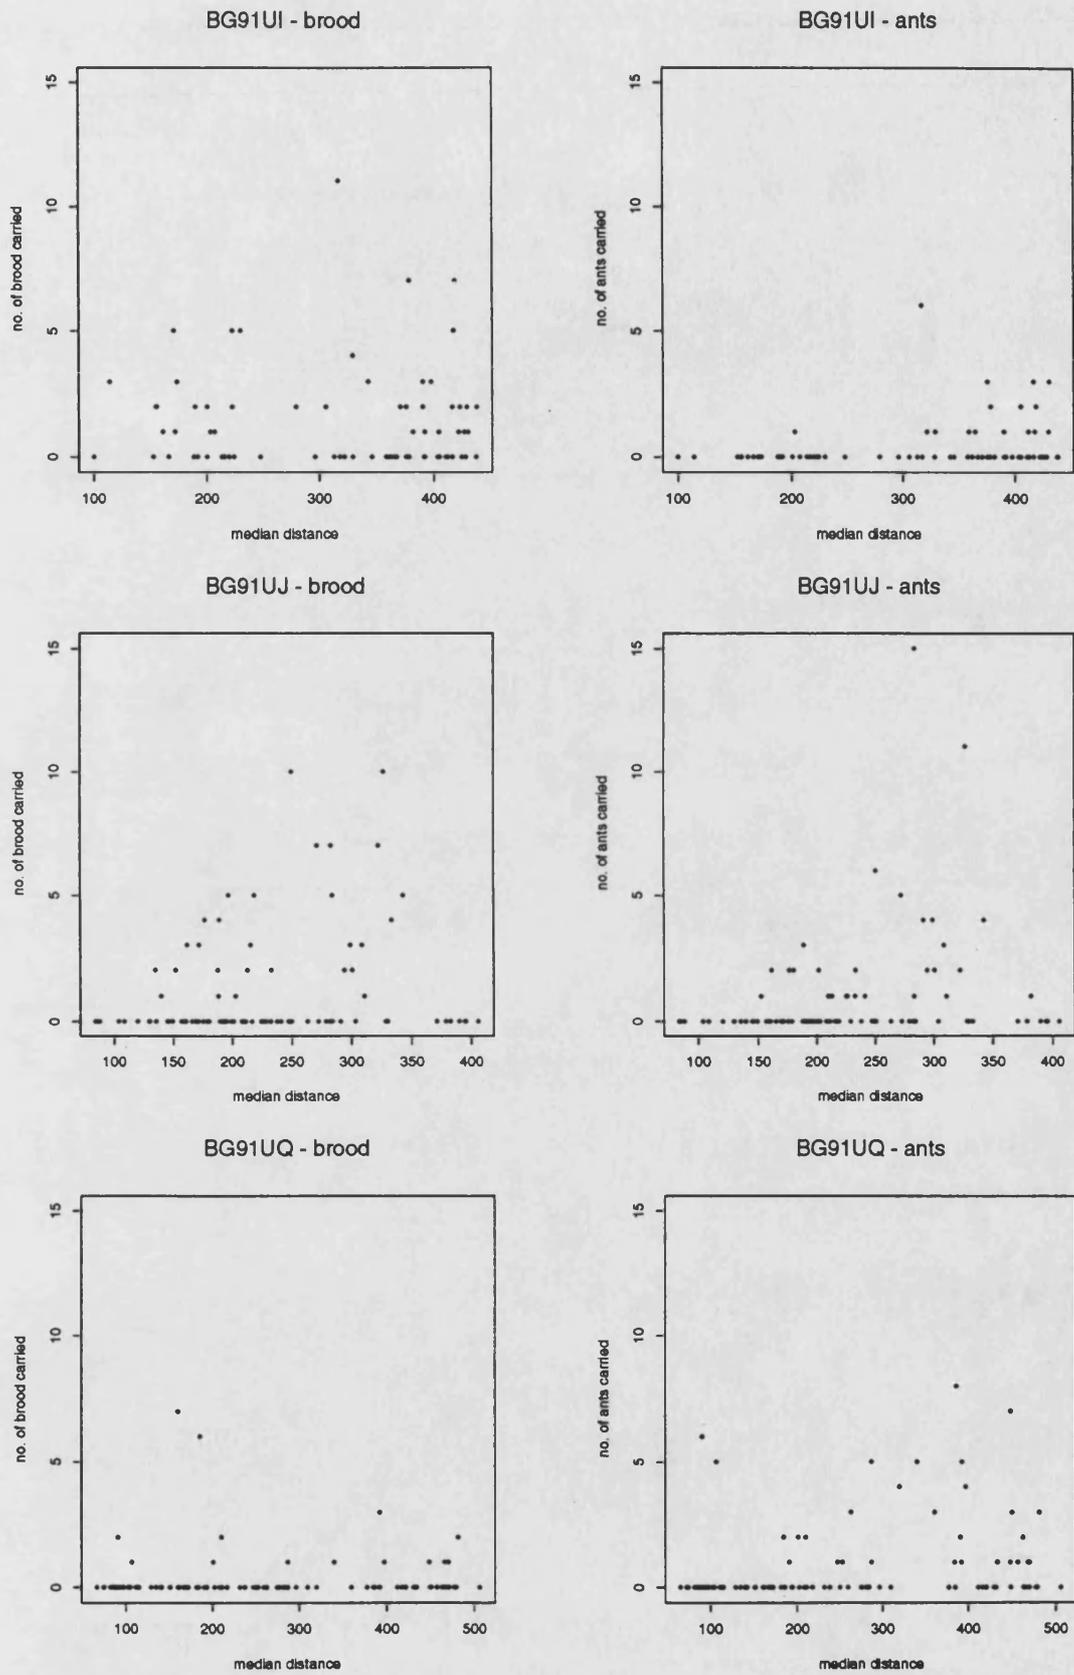 BG91UI - brood
BG91UI - ants
15
10
5
0
no. of brood carried
100 200 300 400
median distance
15
10
5
0
no. of ants carried
100 200 300 400
median distance
BG91UJ - brood
BG91UJ - ants
15
10
5
0
no. of brood carried
100 150 200 250 300 350 400
median distance
15
10
5
0
no. of ants carried
100 150 200 250 300 350 400
median distance
BG91UQ - brood
BG91UQ - ants
15
10
5
0
no. of brood carried
100 200 300 400 500
median distance
15
10
5
0
no. of ants carried
100 200 300 400 500
median distance